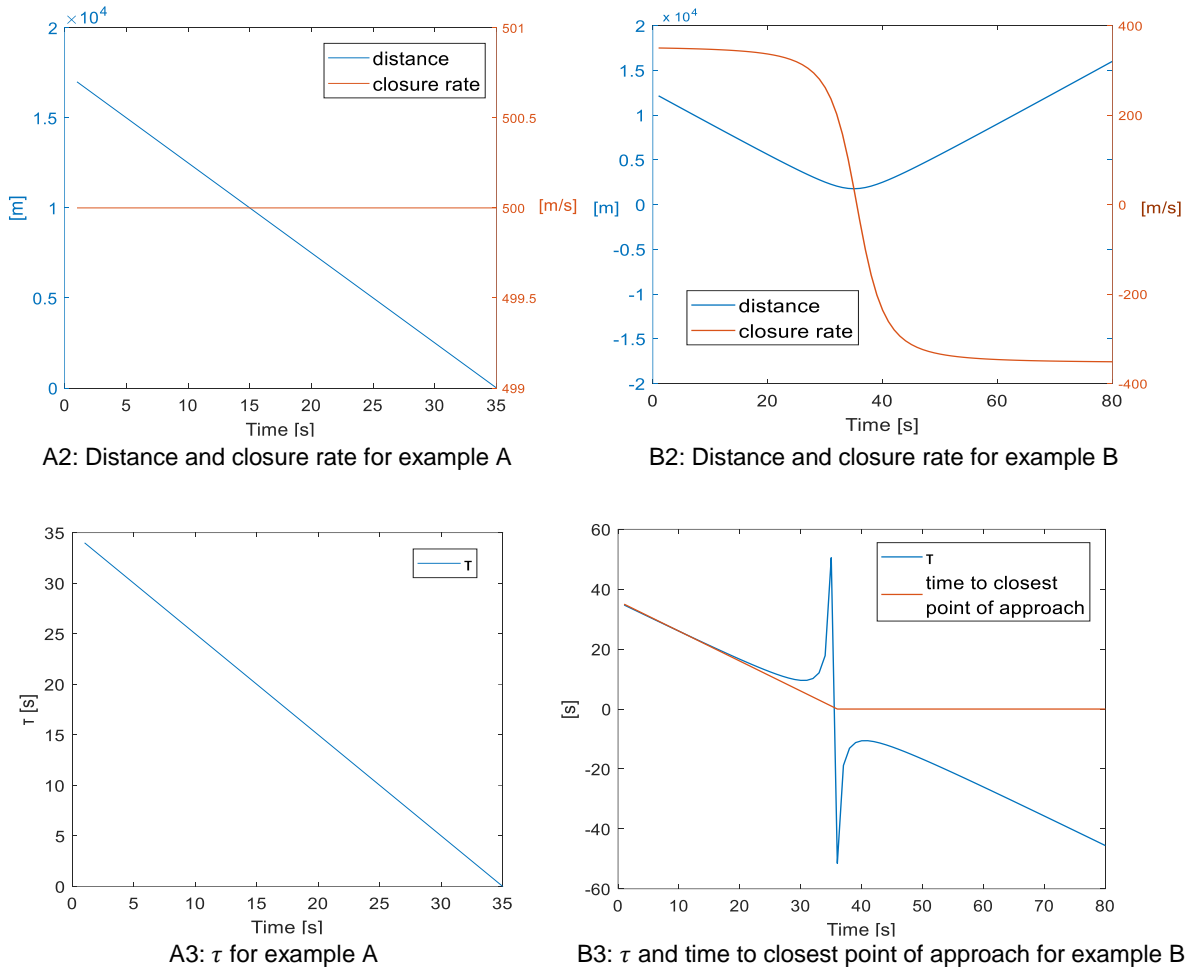 × 10⁴
2
1.5
1
0.5
0
[m]
501
500.5
500
499.5
499
[m/s]
distance
closure rate
0 5 10 15 20 25 30 35
Time [s]
A2: Distance and closure rate for example A
× 10⁴
2
1.5
1
0.5
0
-0.5
-1
-1.5
-2
[m]
400
200
0
-200
-400
[m/s]
distance
closure rate
0 20 40 60 80
Time [s]
B2: Distance and closure rate for example B
35
30
25
20
15
10
5
0
τ [s]
τ
0 5 10 15 20 25 30 35
Time [s]
A3: τ for example A
60
40
20
0
-20
-40
-60
[s]
τ
time to closest
point of approach
0 10 20 30 40 50 60 70 80
Time [s]
B3: τ and time to closest point of approach for example B